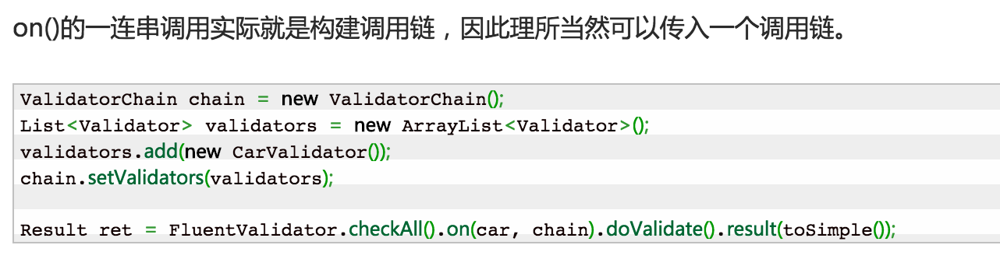 on()的一连串调用实际就是构建调用链，因此理所当然可以传入一个调用链。
ValidatorChain chain = new ValidatorChain();
List<Validator> validators = new ArrayList<Validator>();
validators.add(new CarValidator());
chain.setValidators(validators);
Result ret = FluentValidator.checkAll().on(car, chain).doValidate().result(toSimple());